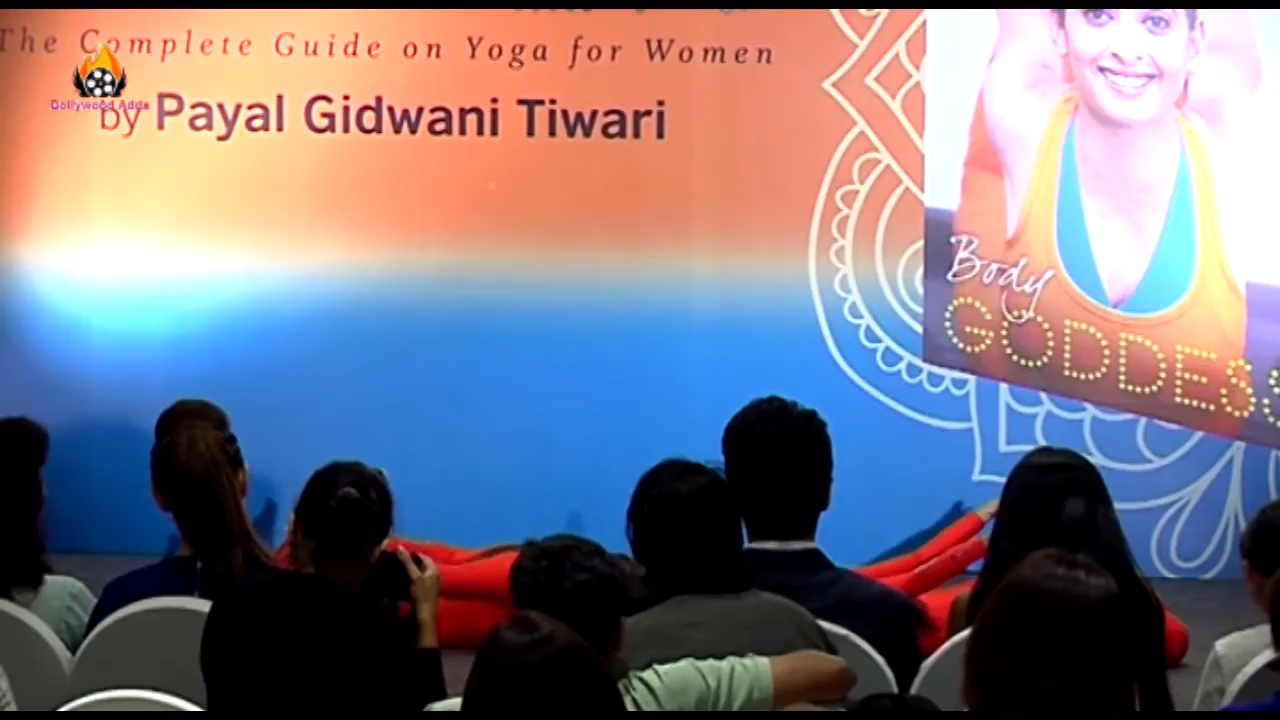 The Complete Guide on Yoga for Women
by Payal Gidwani Tiwari
Bollywood Adda
Body
GODDESS